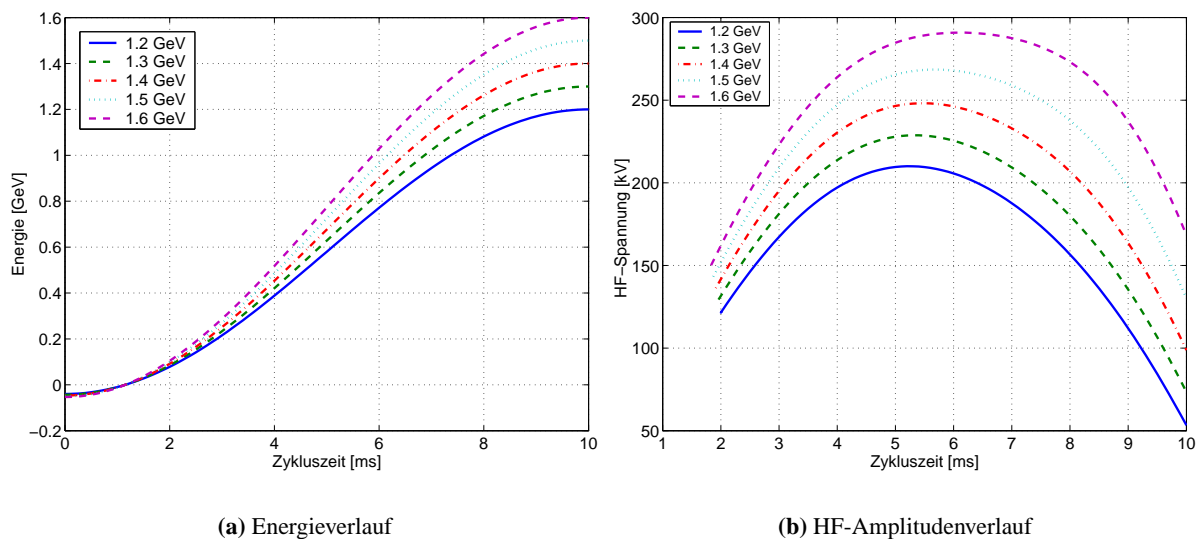 1.6
1.4
1.2
1
0.8
0.6
0.4
0.2
0
−0.2
Energie [GeV]
1.2 GeV
1.3 GeV
1.4 GeV
1.5 GeV
1.6 GeV
0 2 4 6 8 10
Zykluszeit [ms]
(a) Energieverlauf
300
250
200
150
100
50
HF−Spannung [kV]
1.2 GeV
1.3 GeV
1.4 GeV
1.5 GeV
1.6 GeV
1 2 3 4 5 6 7 8 9 10
Zykluszeit [ms]
(b) HF-Amplitudenverlauf